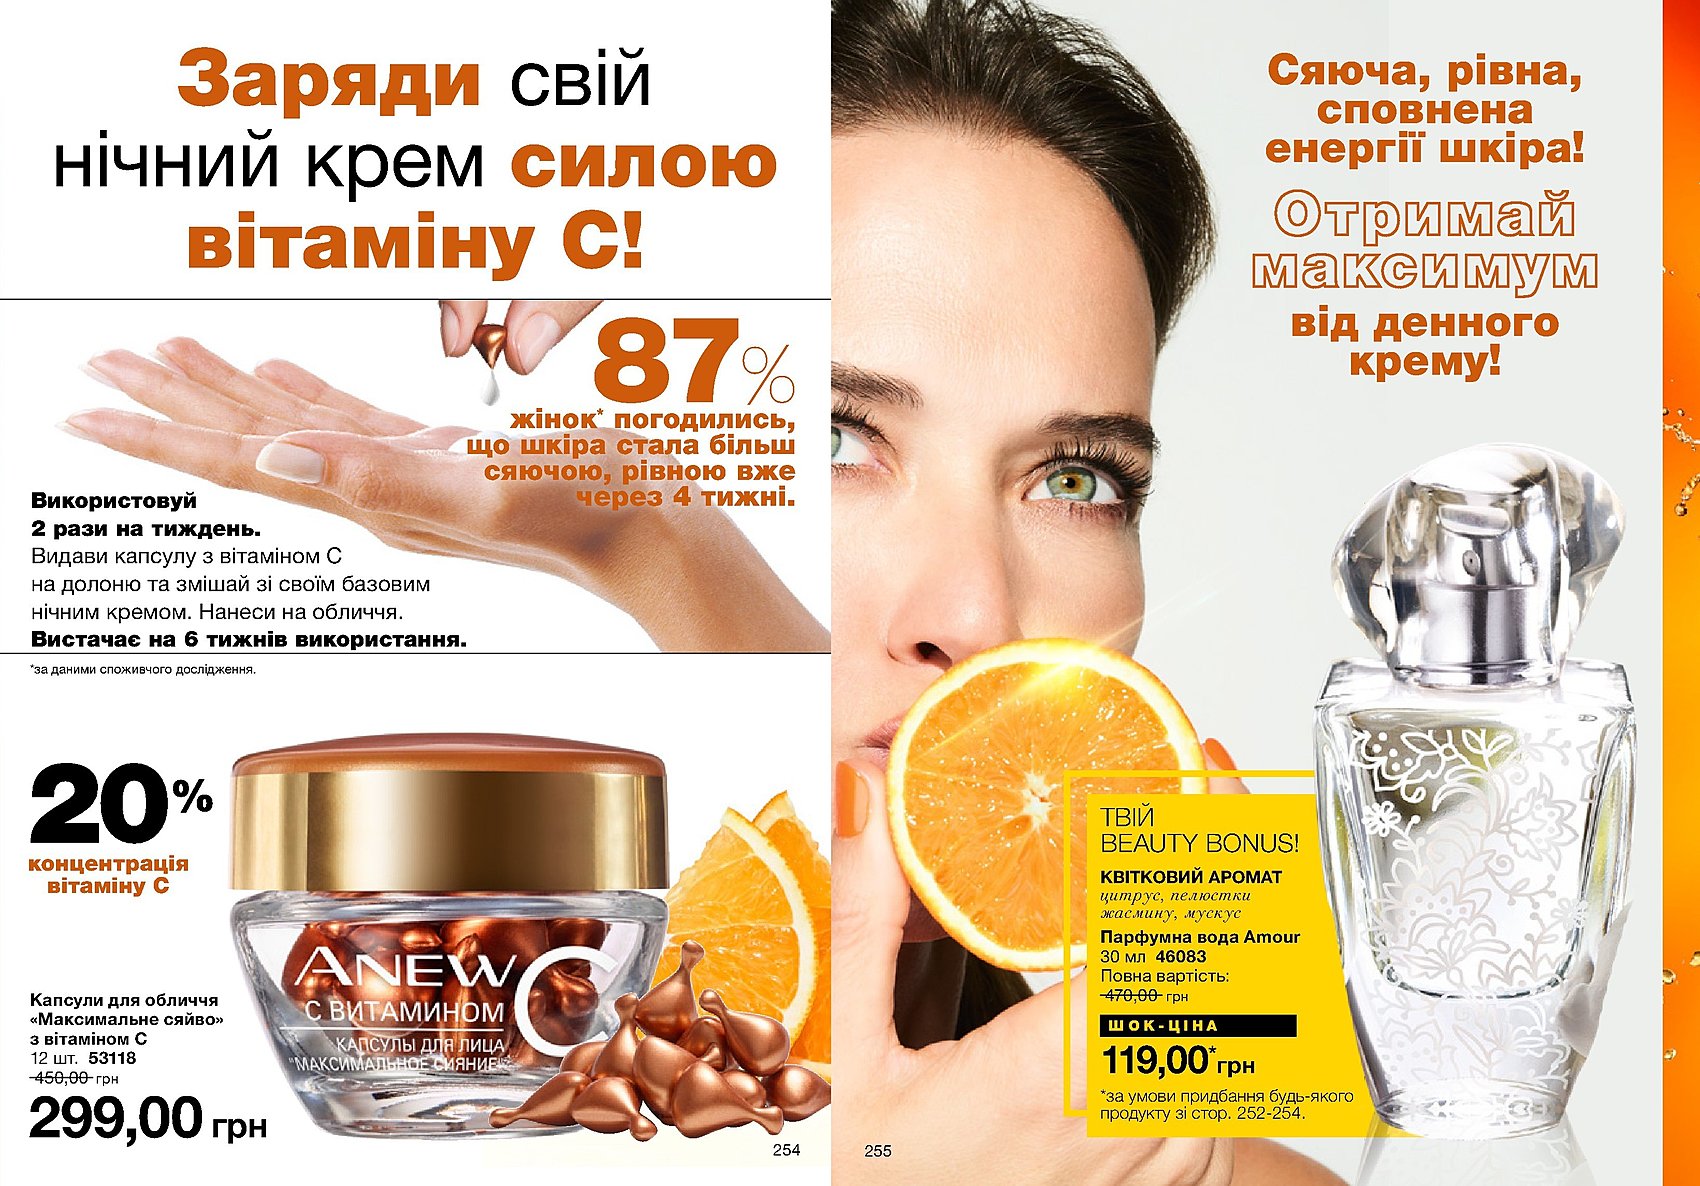 Заряди свій
нічний крем силою
вітаміну С!
87%
жінок* погодились,
що шкіра стала більш
сяючою, рівною вже
через 4 тижні.
Використовуй
2 рази на тиждень.
Видави капсулу з вітаміном С
на долоню та змішай зі своїм базовим
нічним кремом. Нанеси на обличчя.
Вистачає на 6 тижнів використання.
*за даними споживчого дослідження.
20%
концентрація
вітаміну С
ANEW C
С ВИТАМИНОМ
КАПСУЛЫ ДЛЯ ЛИЦА
"МАКСИМАЛЬНОЕ СИЯНИЕ"
Капсули для обличчя
«Максимальне сяйво»
з вітаміном С
12 шт. 53118
450,00 грн
299,00 грн
254
Сяюча, рівна,
сповнена
енергії шкіра!
Отримай
максимум
від денного
крему!
ТВІЙ
BEAUTY BONUS!
КВІТКОВИЙ АРОМАТ
цитрус, пелюстки
жасмину, мускус
Парфумна вода Amour
30 мл 46083
Повна вартість:
470,00 грн
ШОК-ЦІНА
119,00* грн
*за умови придбання будь-якого
продукту зі стор. 252-254.
255